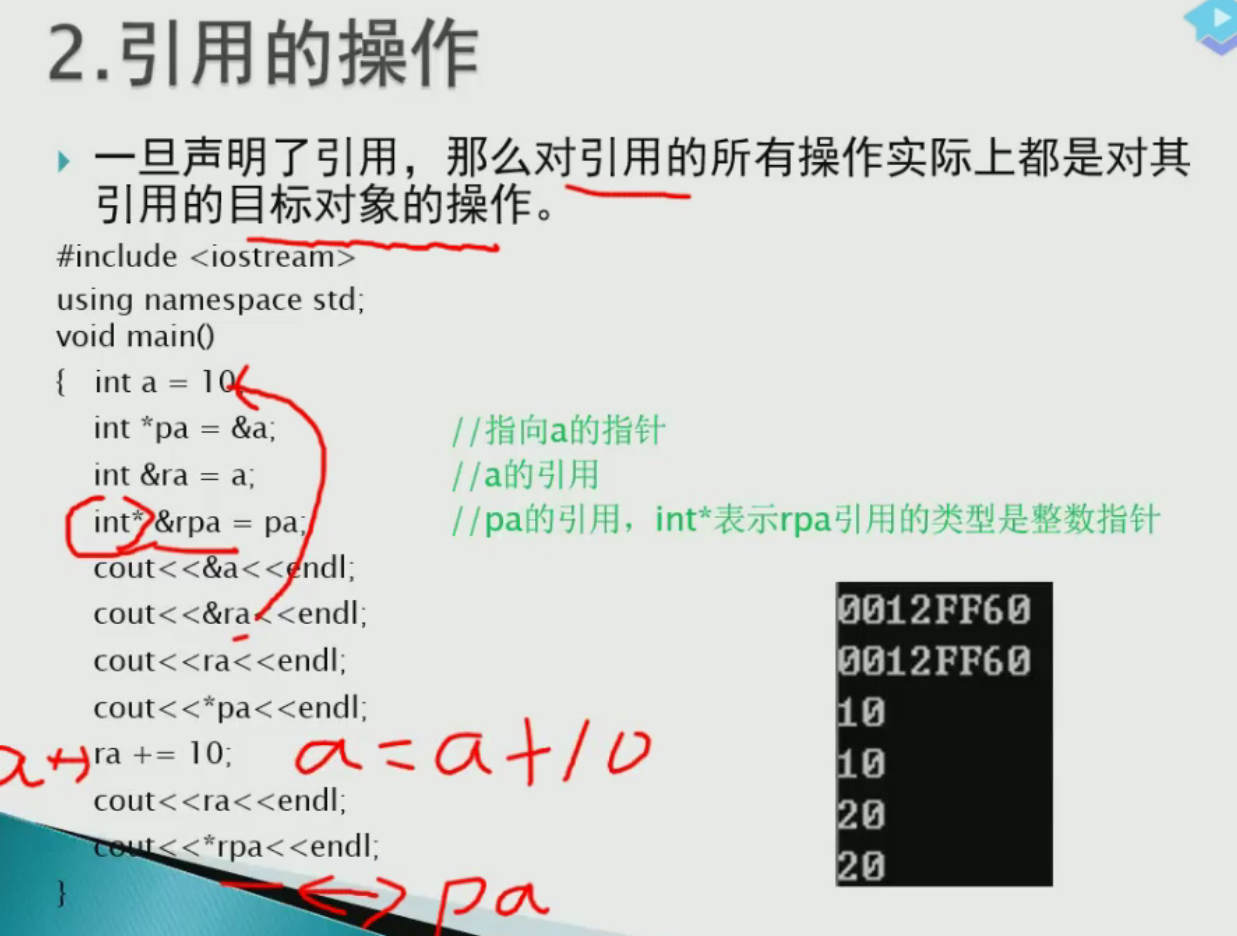 2.引用的操作
一旦声明了引用，那么对引用的所有操作实际上都是对其
引用的目标对象的操作。
#include <iostream>
using namespace std;
void main()
{ int a = 10;
int *pa = &a; //指向a的指针
int &ra = a; //a的引用
int* &rpa = pa; //pa的引用，int*表示rpa引用的类型是整数指针
cout<<&a<<endl;
cout<<&ra<<endl;
cout<<ra<<endl;
cout<<*pa<<endl;
a ↔ ra += 10; a=a+10
cout<<ra<<endl;
cout<<*rpa<<endl;
} ↔ pa
0012FF60
0012FF60
10
10
20
20